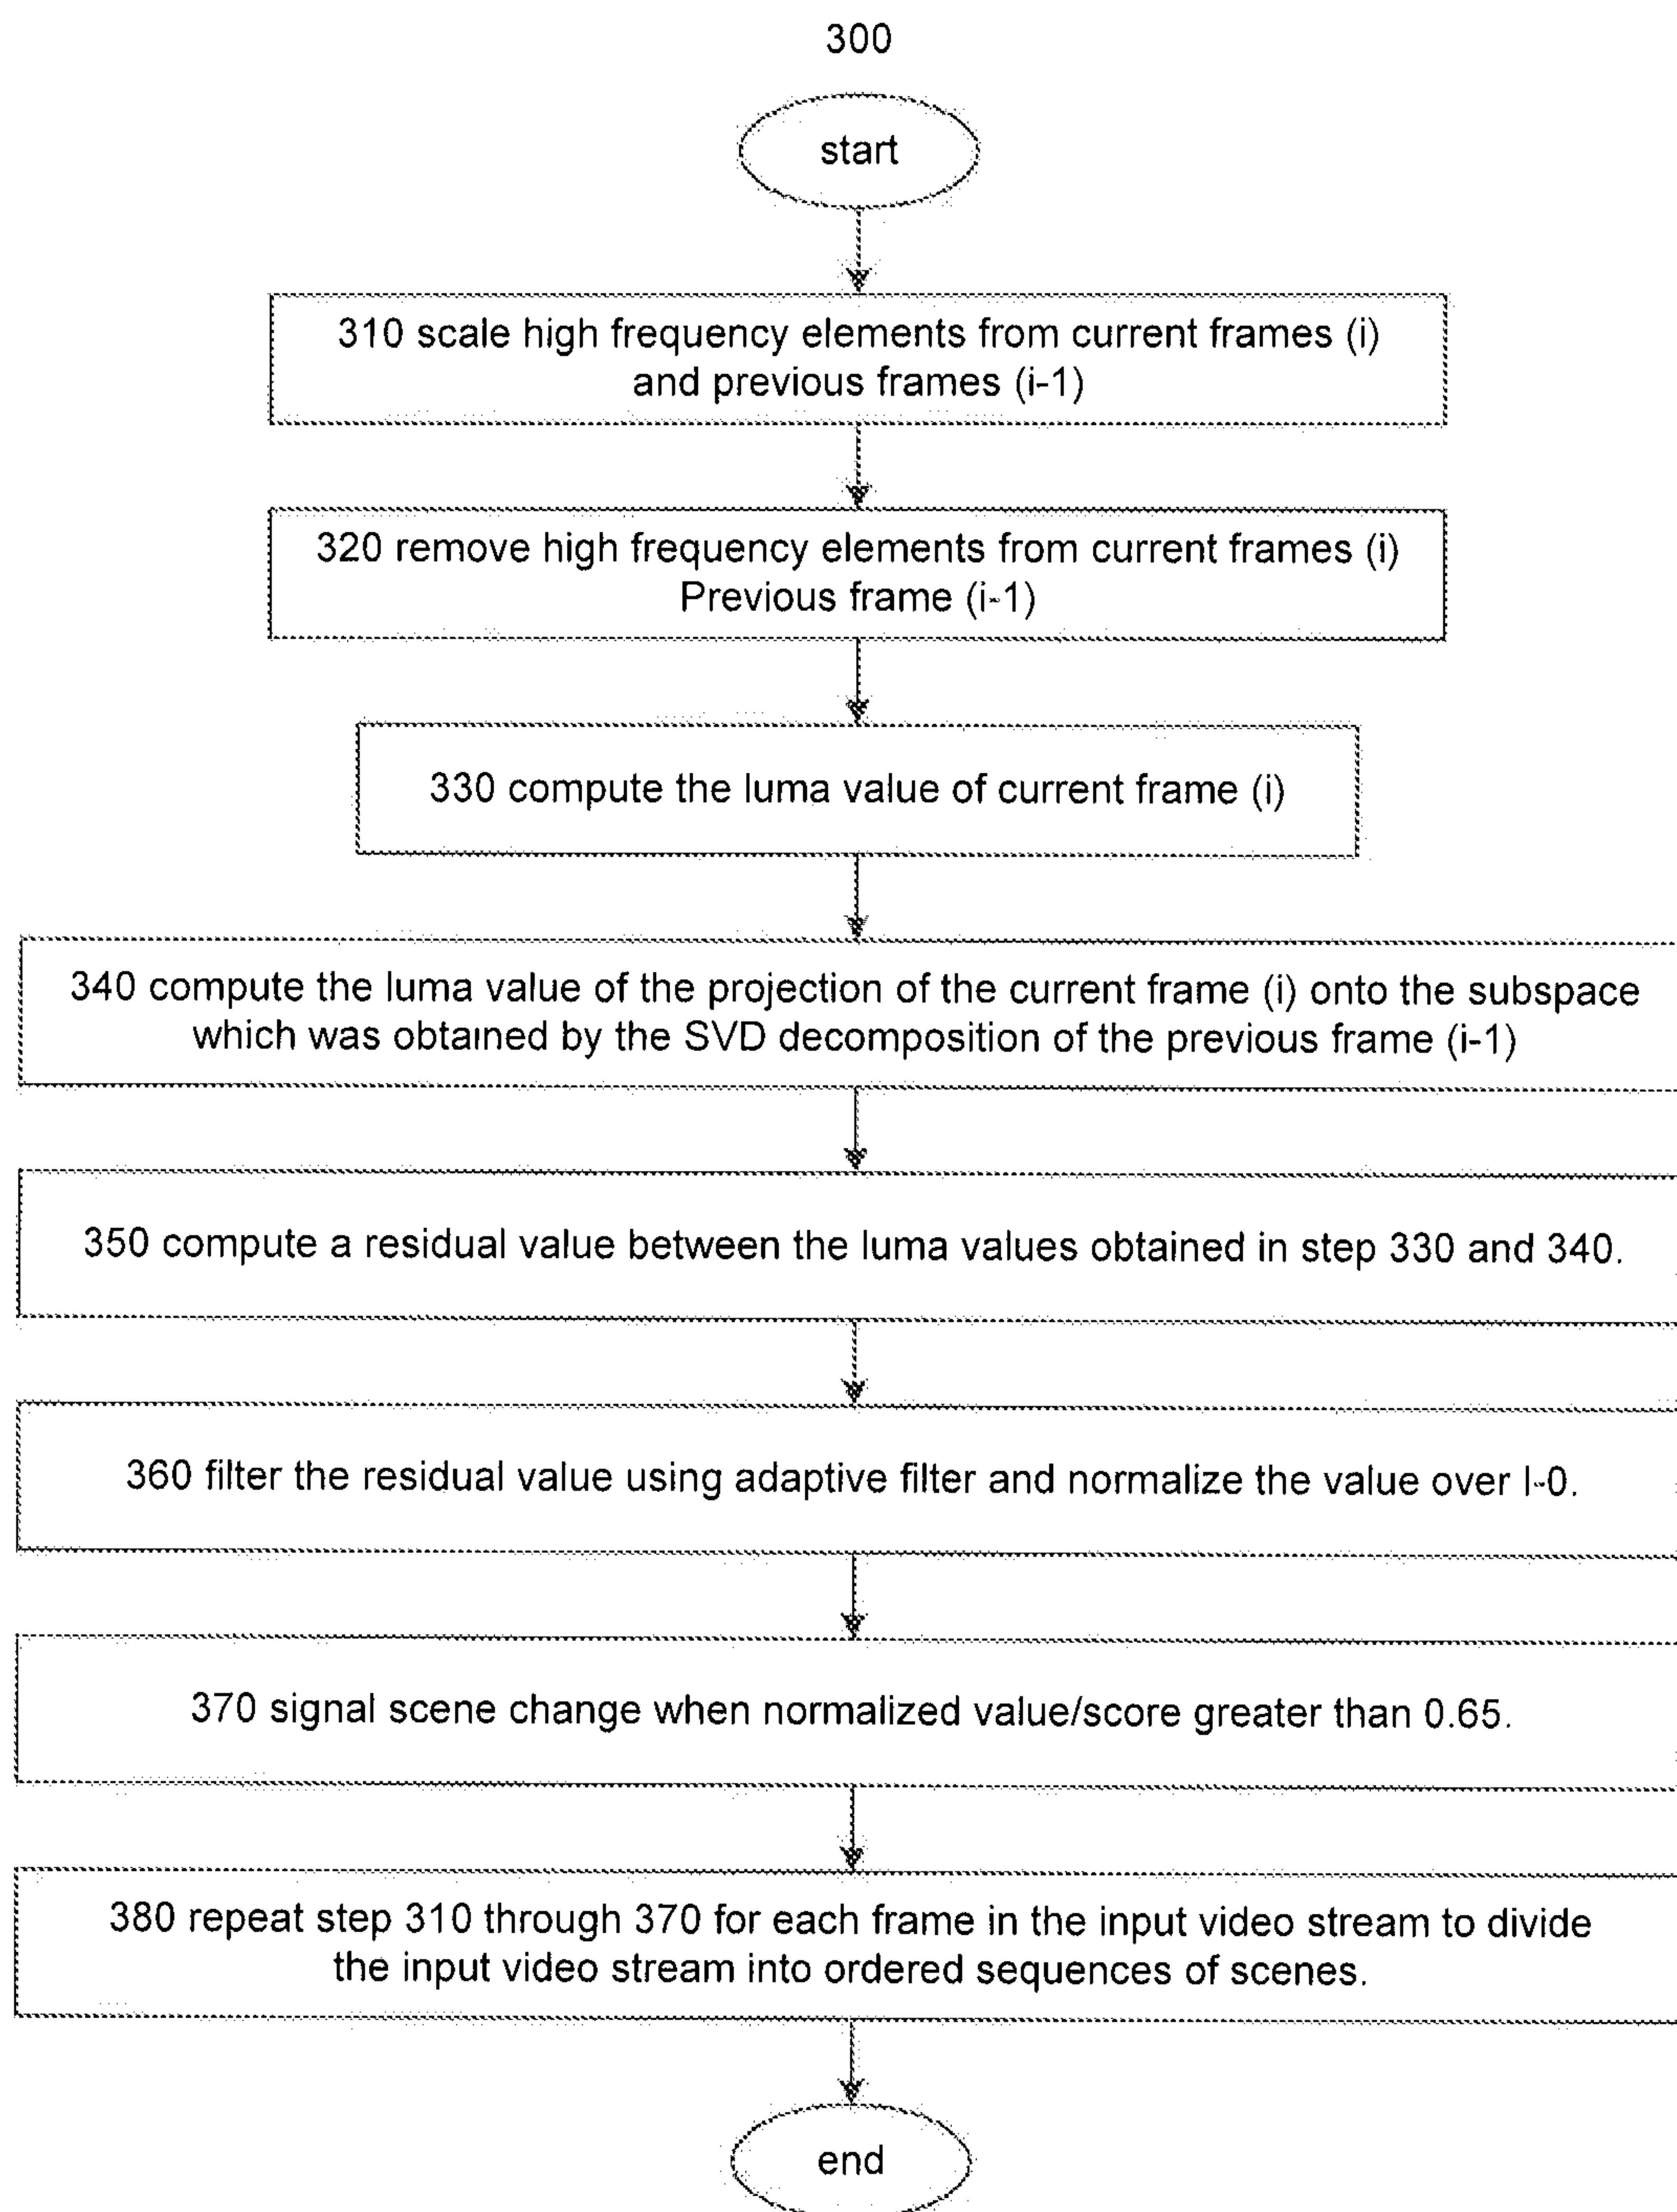 300
start
310 scale high frequency elements from current frames (i)
and previous frames (i-1)
320 remove high frequency elements from current frames (i)
Previous frame (i-1)
330 compute the luma value of current frame (i)
340 compute the luma value of the projection of the current frame (i) onto the subspace
which was obtained by the SVD decomposition of the previous frame (i-1)
350 compute a residual value between the luma values obtained in step 330 and 340.
360 filter the residual value using adaptive filter and normalize the value over I-0.
370 signal scene change when normalized value/score greater than 0.65.
380 repeat step 310 through 370 for each frame in the input video stream to divide
the input video stream into ordered sequences of scenes.
end